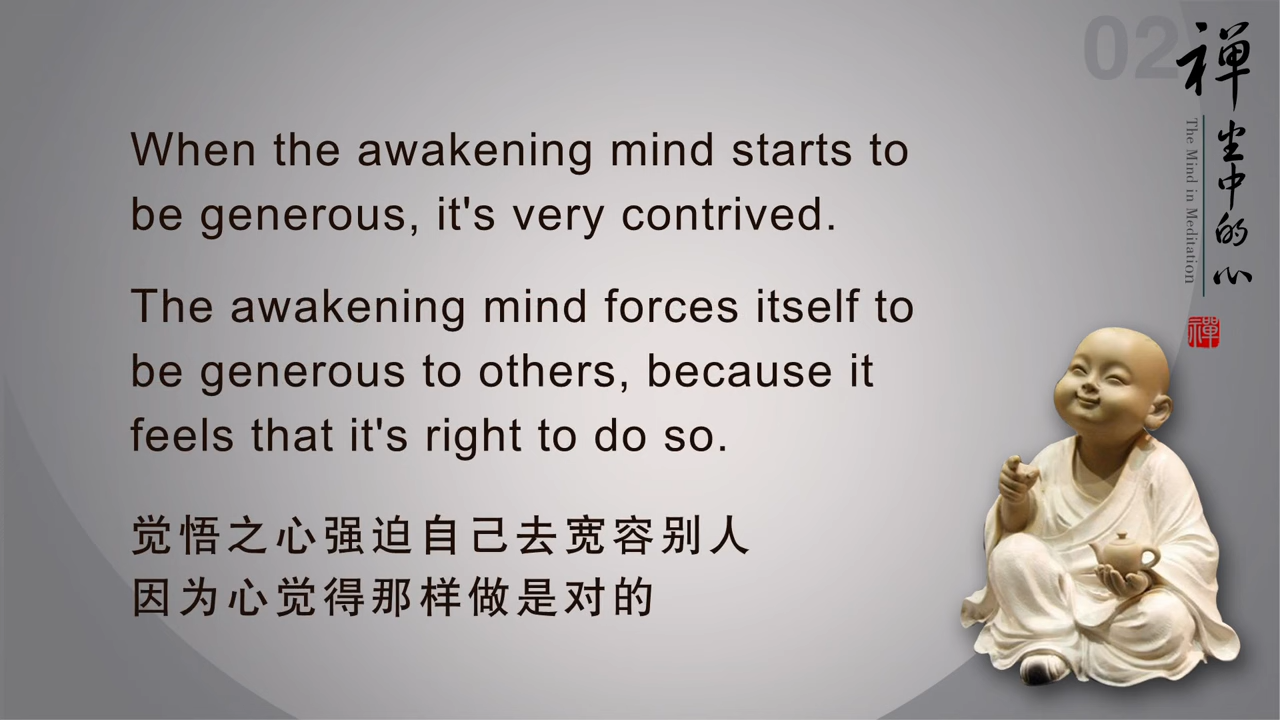 When the awakening mind starts to
be generous, it's very contrived.
The awakening mind forces itself to
be generous to others, because it
feels that it's right to do so.
觉悟之心强迫自己去宽容别人
因为心觉得那样做是对的
02
禅
坐中的心
The Mind in Meditation
禪